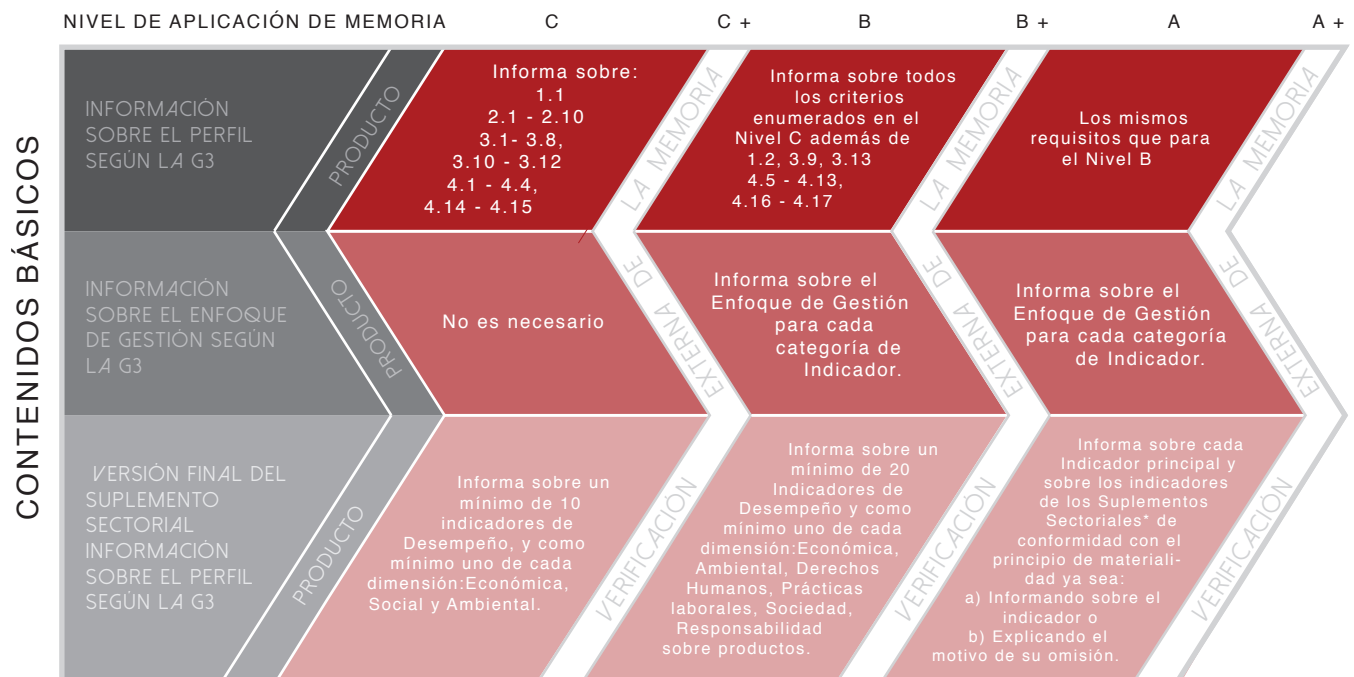 NIVEL DE APLICACIÓN DE MEMORIA
C
C +
B
B +
A
A +
CONTENIDOS BÁSICOS
INFORMACIÓN
SOBRE EL PERFIL
SEGÚN LA G3
PRODUCTO
Informa sobre:
1.1
2.1 - 2.10
3.1- 3.8,
3.10 - 3.12
4.1 - 4.4,
4.14 - 4.15
Informa sobre todos
los criterios
enumerados en el
Nivel C además de
1.2, 3.9, 3.13
4.5 - 4.13,
4.16 - 4.17
Los mismos
requisitos que para
el Nivel B
INFORMACIÓN
SOBRE EL ENFOQUE
DE GESTIÓN SEGÚN
LA G3
PRODUCTO
No es necesario
Informa sobre el
Enfoque de Gestión
para cada
categoría de
Indicador.
Informa sobre el
Enfoque de Gestión
para cada categoría
de Indicador.
VERSIÓN FINAL DEL
SUPLEMENTO
SECTORIAL
INFORMACIÓN
SOBRE EL PERFIL
SEGÚN LA G3
PRODUCTO
Informa sobre un
mínimo de 10
indicadores de
Desempeño, y como
mínimo uno de cada
dimensión:Económica,
Social y Ambiental.
Informa sobre un
mínimo de 20
Indicadores de
Desempeño y como
mínimo uno de cada
dimensión:Económica,
Ambiental, Derechos
Humanos, Prácticas
laborales, Sociedad,
Responsabilidad
sobre productos.
Informa sobre cada
Indicador principal y
sobre los indicadores
de los Suplementos
Sectoriales* de
conformidad con el
principio de materiali-
dad ya sea:
a) Informando sobre el
indicador o
b) Explicando el
motivo de su omisión.
VERIFICACIÓN EXTERNA DE LA MEMORIA
VERIFICACIÓN EXTERNA DE LA MEMORIA
VERIFICACIÓN EXTERNA DE LA MEMORIA